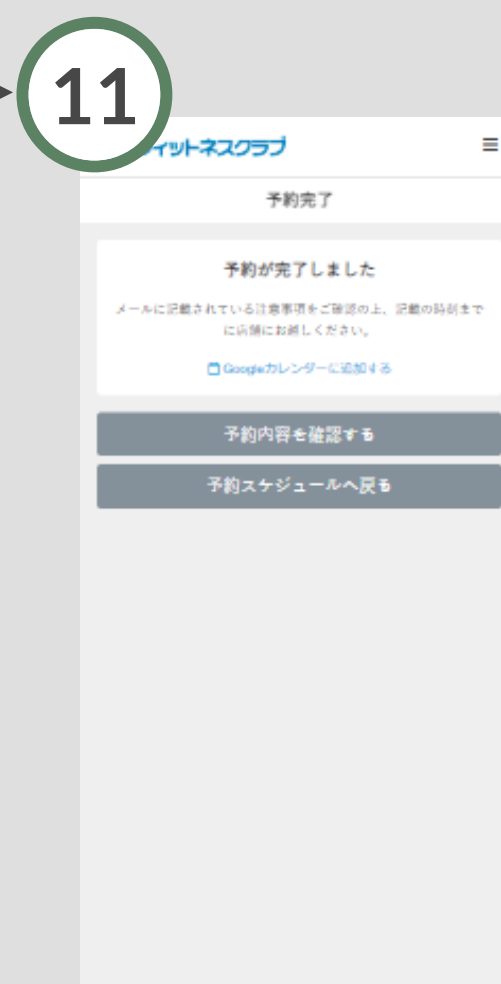 11
ィットネスクラブ
予約完了
予約が完了しました
メールに記載されている注意事項をご確認の上、記載の時刻まで
に店舗にお越しください。
Googleカレンダーに追加する
予約内容を確認する
予約スケジュールへ戻る